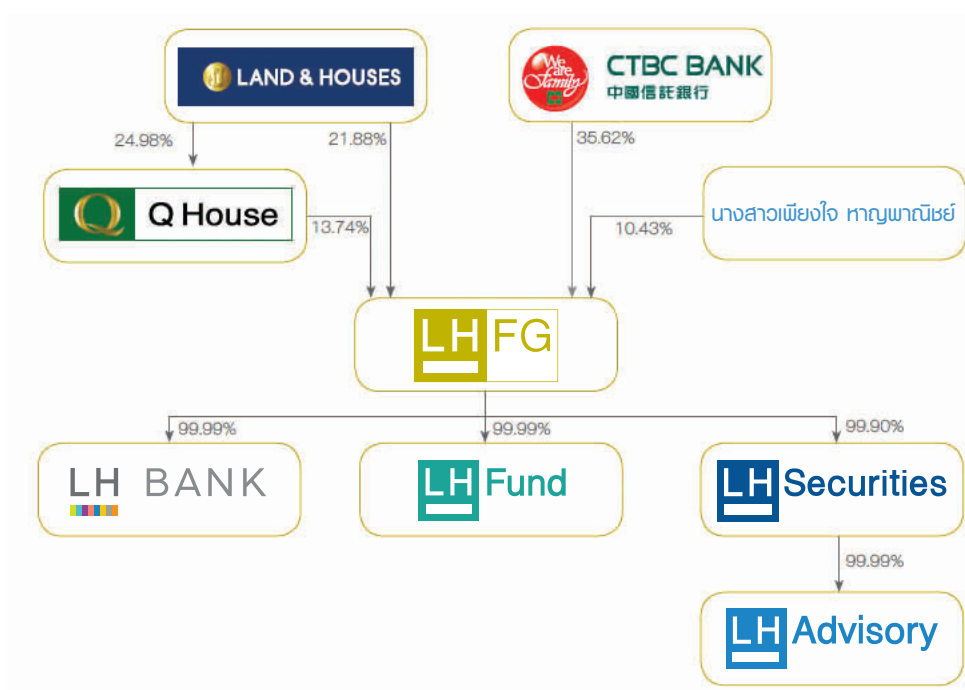 LAND & HOUSES
We are Family
CTBC BANK
中國信託銀行
24.98%
21.88%
35.62%
Q Q House
13.74%
10.43%
นางสาวเพียงใจ หาญพาณิชย์
LH FG
99.99%
99.99%
99.90%
LH BANK
LH Fund
LH Securities
99.99%
LH Advisory